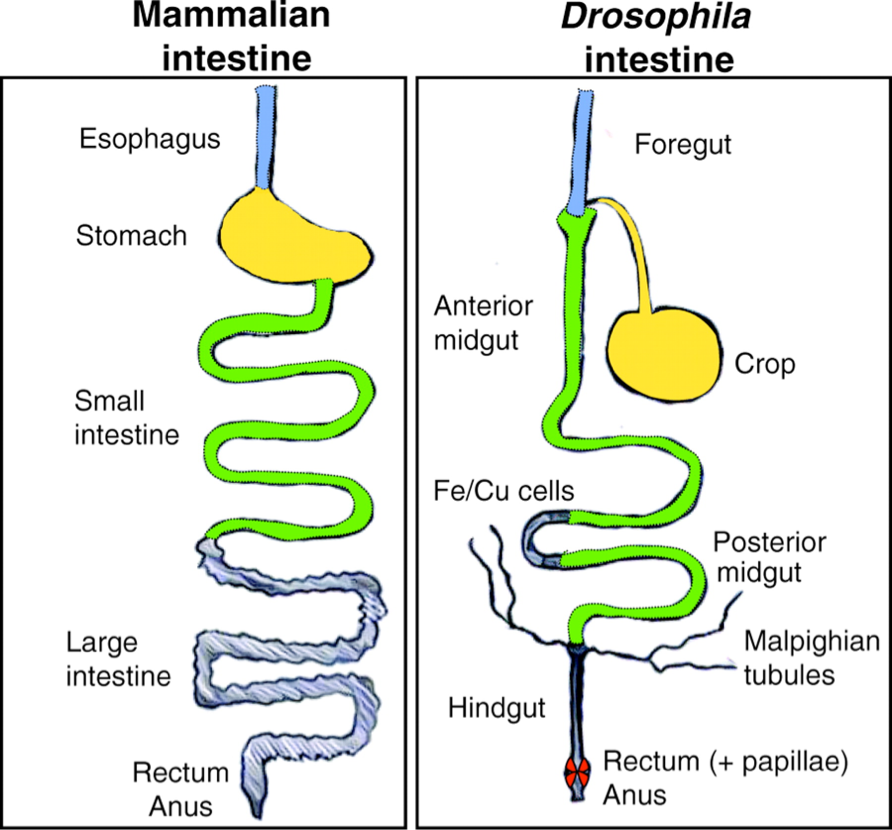 Mammalian
intestine
Esophagus
Stomach
Small
intestine
Large
intestine
Rectum
Anus
Drosophila
intestine
Foregut
Anterior
midgut
Crop
Fe/Cu cells
Posterior
midgut
Malpighian
tubules
Hindgut
Rectum (+ papillae)
Anus